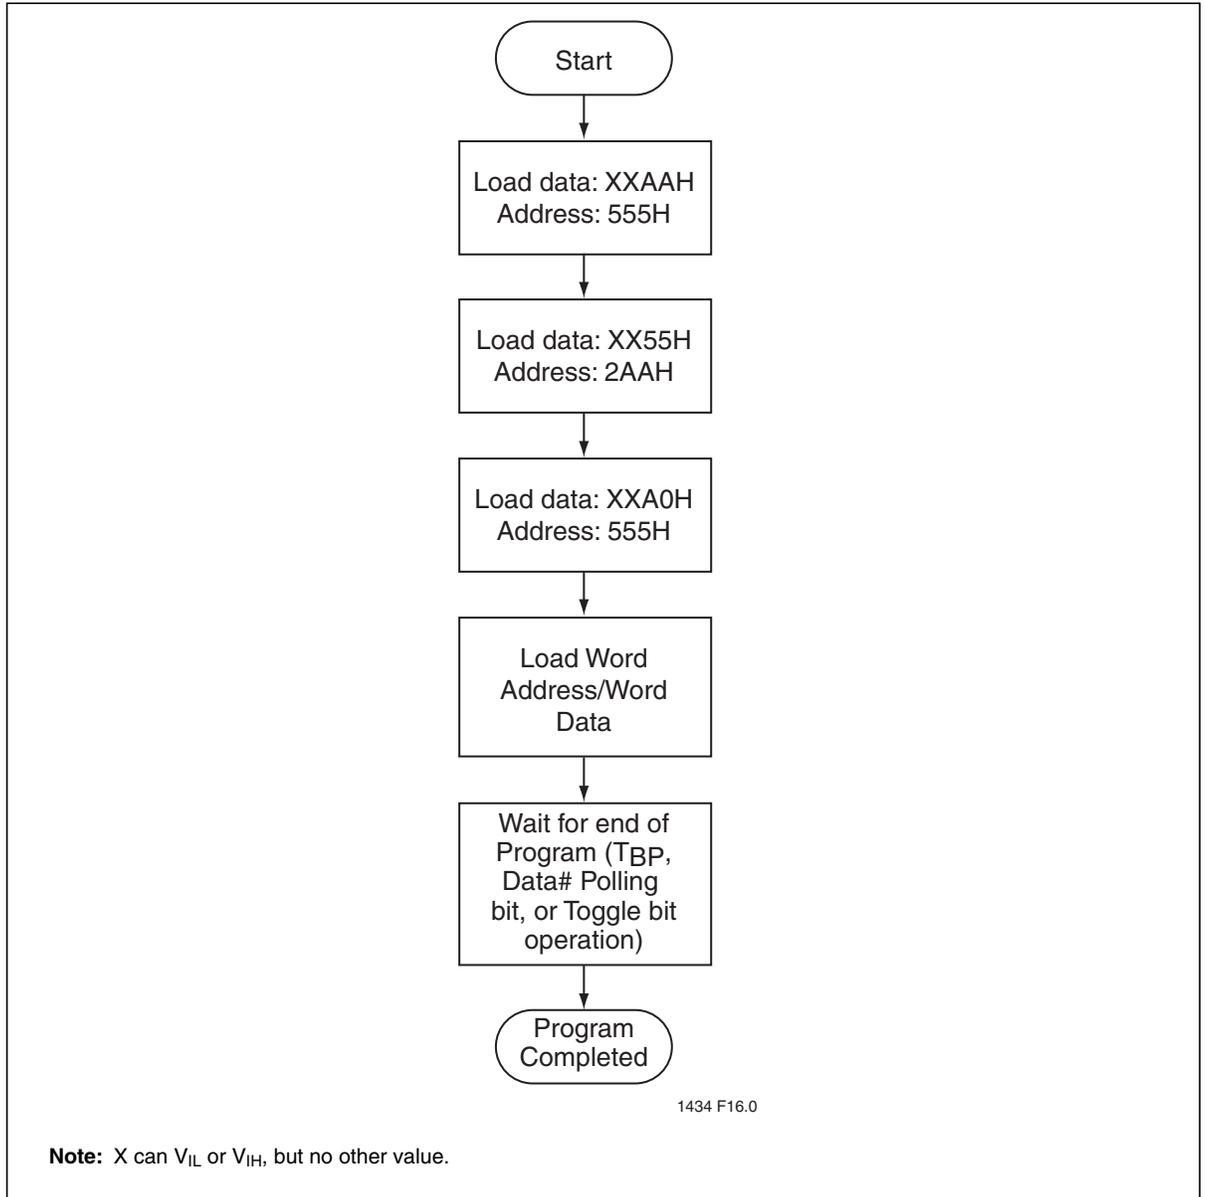 Start
Load data: XXAAH
Address: 555H
Load data: XX55H
Address: 2AAH
Load data: XXA0H
Address: 555H
Load Word
Address/Word
Data
Wait for end of
Program (TBP,
Data# Polling
bit, or Toggle bit
operation)
Program
Completed
1434 F16.0
Note: X can VIL or VIH, but no other value.